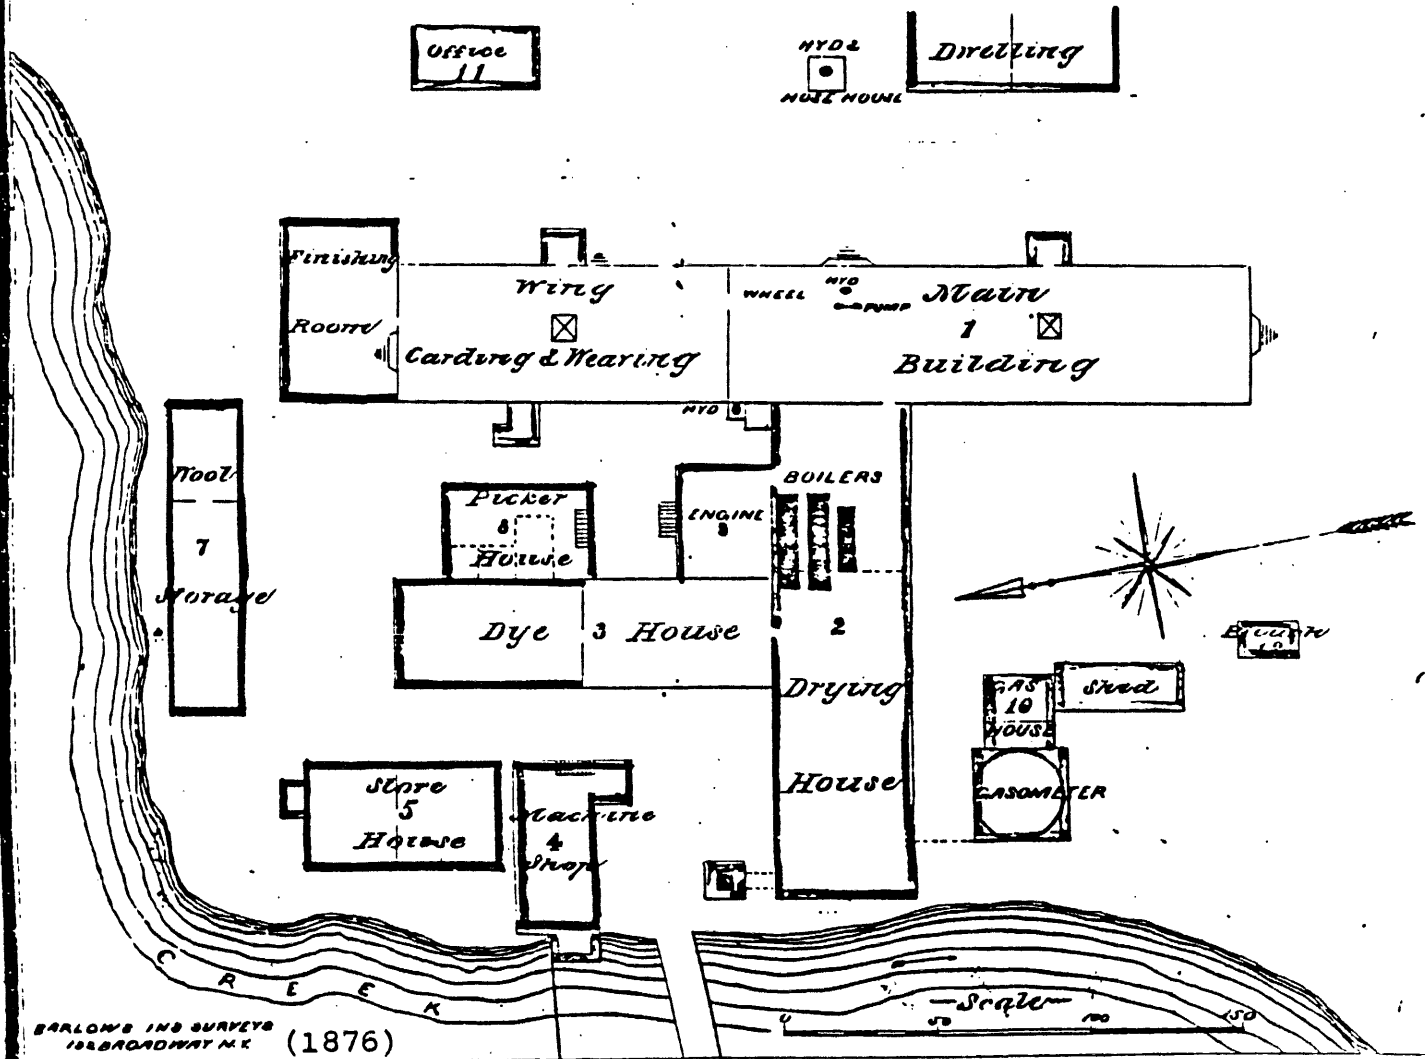 Office
11
HYD &
HOSE HOUSE
Dwelling
Finishing
Room
Wing
Carding & Weaving
WHEEL
HYD
PUMP
Main
1
Building
HYD
Wool
7
Storage
Picker
8
House
ENGINE
BOILERS
Dye 3 House
2
Drying
House
GAS
10
HOUSE
Shed
GASOMETER
Store
5
House
Machine
4
Shop
CREEK
Scale
0 50 100 150
BARLOW'S INS SURVEYS
BROADWAY N.Y. (1876)